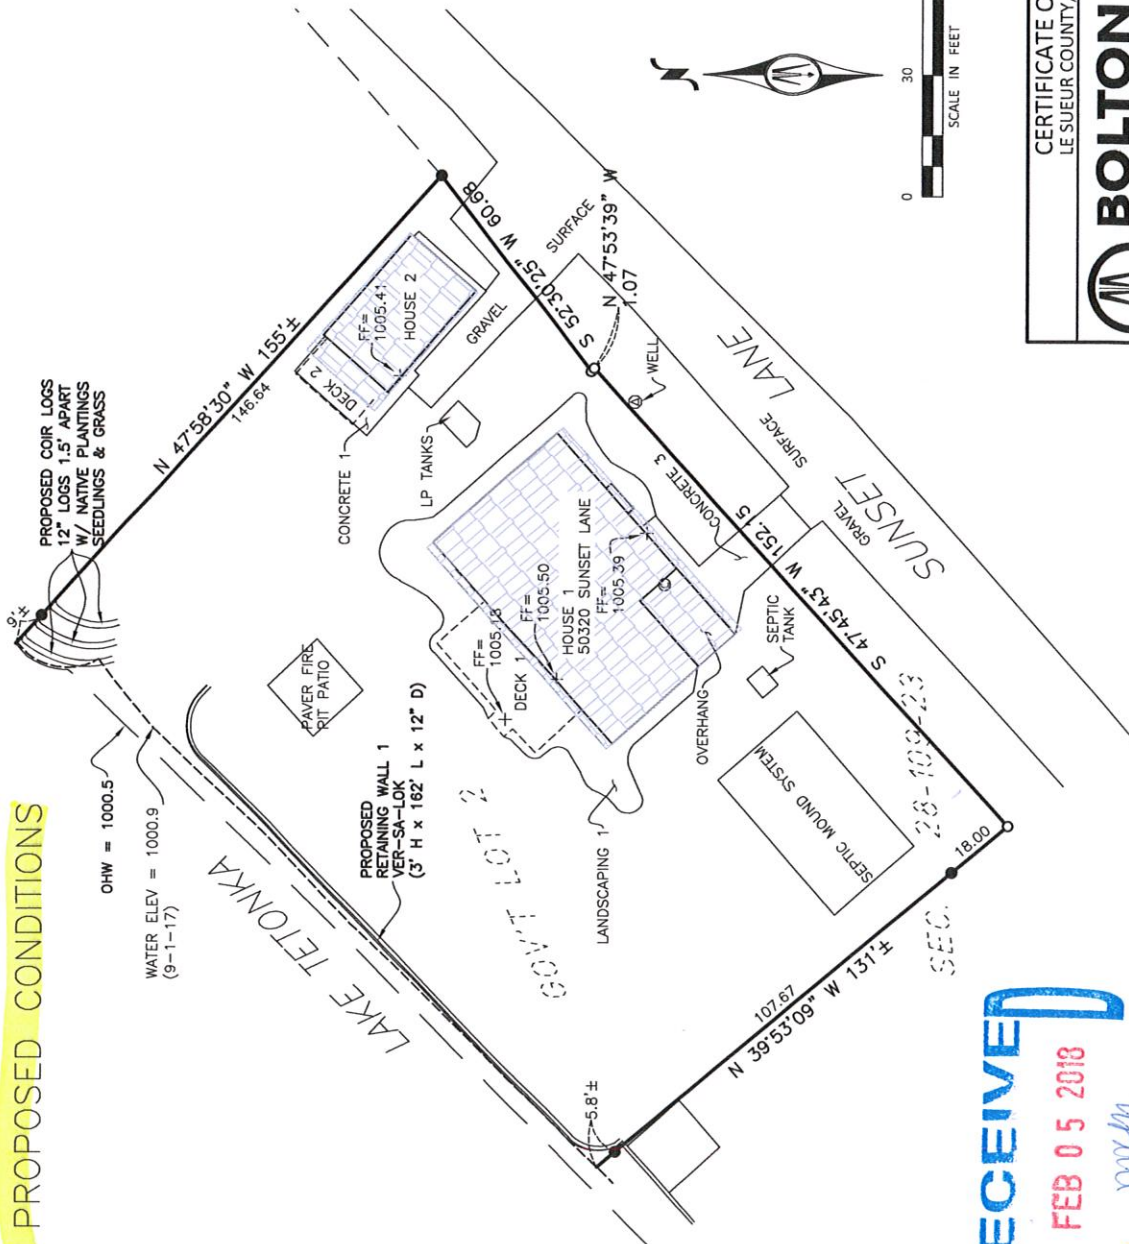 PROPOSED CONDITIONS
PROPOSED COIR LOGS
12" LOGS 1.5' APART
W/ NATIVE PLANTINGS
SEEDLINGS & GRASS
9'±
OHW = 1000.5
WATER ELEV = 1000.9
(9-1-17)
N 47°58'30" W 155'±
146.64
CONCRETE 1
DECK 2
FF=
1005.41
HOUSE 2
GRAVEL
SURFACE
S 52°30'25" W 60.68
N 47°53'39" W
1.07
LP TANKS
WELL
PAVER FIRE
PIT PATIO
PROPOSED
RETAINING WALL 1
VER-SA-LOK
(3' H x 162' L x 12" D)
LAKE TETONKA
GOV'T LOT 2
FF=
1005.13
DECK 1
FF=
1005.50
HOUSE 1
50320 SUNSET LANE
FF=
1005.39
CONCRETE 3
OVERHANG
LANDSCAPING 1
SEPTIC
TANK
SEPTIC MOUND SYSTEM
S 47°45'43" W 152.15
GRAVEL
SURFACE
SUNSET LANE
SEC. 28-109-23
18.00
N 39°53'09" W 131'±
107.67
5.8'±
N
0 30
SCALE IN FEET
CERTIFICATE O
LE SUEUR COUNTY,
BOLTON
ECEIVED
FEB 05 2018